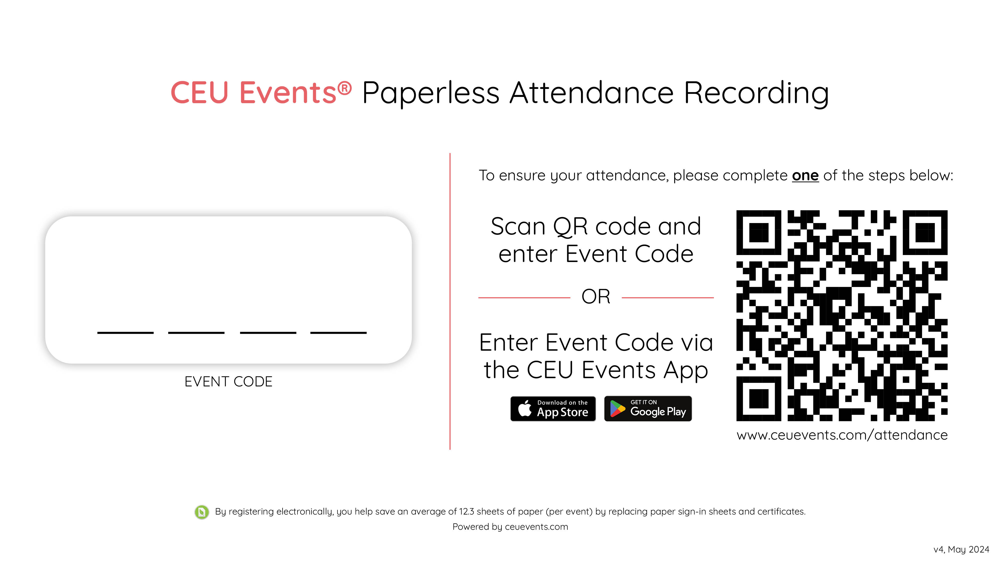 CEU Events® Paperless Attendance Recording
EVENT CODE
To ensure your attendance, please complete one of the steps below:
Scan QR code and
enter Event Code
OR
Enter Event Code via
the CEU Events App
Download on the
App Store
GET IT ON
Google Play
www.ceuevents.com/attendance
By registering electronically, you help save an average of 12.3 sheets of paper (per event) by replacing paper sign-in sheets and certificates.
Powered by ceuevents.com
v4, May 2024